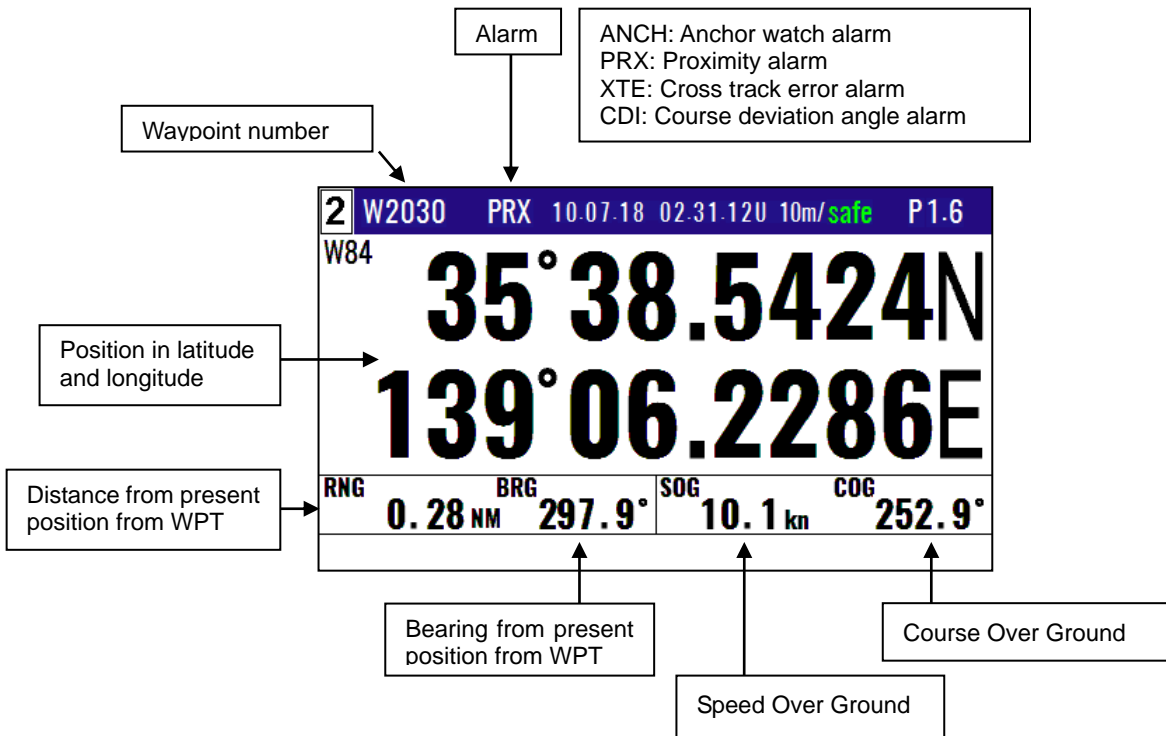 Alarm
ANCH: Anchor watch alarm
PRX: Proximity alarm
XTE: Cross track error alarm
CDI: Course deviation angle alarm
Waypoint number
2 W2030 PRX 10.07.18 02.31.12U 10m/safe P1.6
W84
35°38.5424N
139°06.2286E
Position in latitude
and longitude
RNG BRG SOG COG
0.28 NM 297.9° 10.1 kn 252.9°
Distance from present
position from WPT
Bearing from present
position from WPT
Course Over Ground
Speed Over Ground